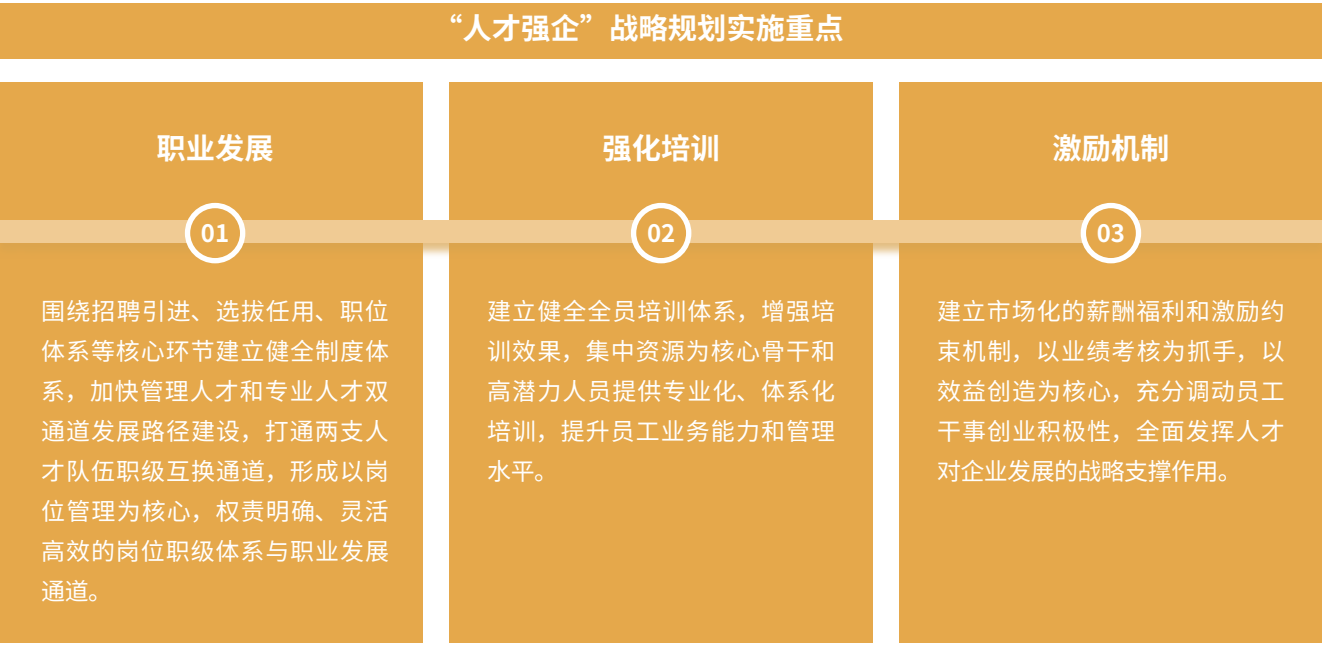 “人才强企”战略规划实施重点
职业发展
01
围绕招聘引进、选拔任用、职位
体系等核心环节建立健全制度体
系，加快管理人才和专业人才双
通道发展路径建设，打通两支人
才队伍职级互换通道，形成以岗
位管理为核心，权责明确、灵活
高效的岗位职级体系与职业发展
通道。
强化培训
02
建立健全全员培训体系，增强培
训效果，集中资源为核心骨干和
高潜力人员提供专业化、体系化
培训，提升员工业务能力和管理
水平。
激励机制
03
建立市场化的薪酬福利和激励约
束机制，以业绩考核为抓手，以
效益创造为核心，充分调动员工
干事创业积极性，全面发挥人才
对企业发展的战略支撑作用。